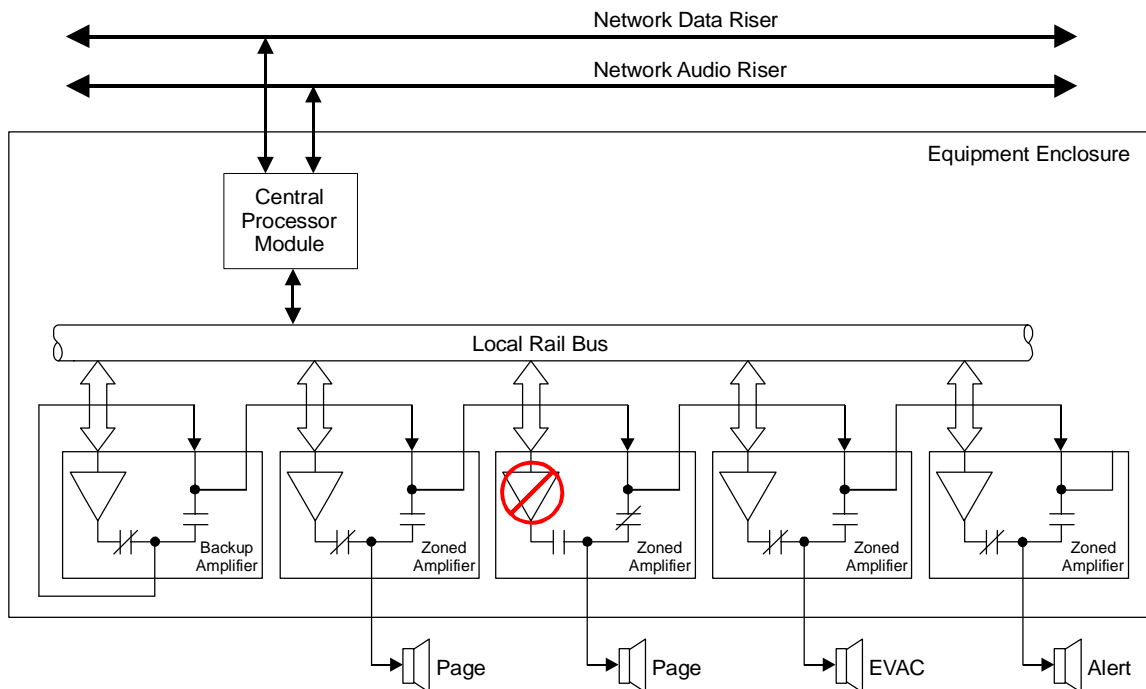 Network Data Riser
Network Audio Riser
Equipment Enclosure
Central
Processor
Module
Local Rail Bus
Backup
Amplifier
Zoned
Amplifier
Zoned
Amplifier
Zoned
Amplifier
Zoned
Amplifier
Page
Page
EVAC
Alert